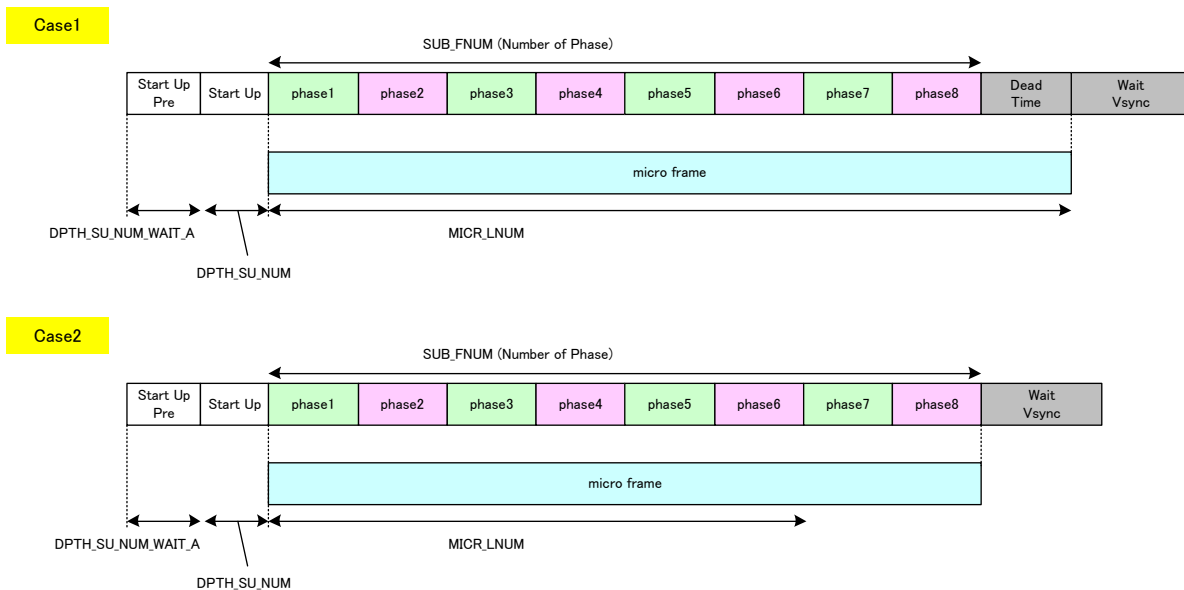 Case1
SUB_FNUM (Number of Phase)
Start Up
Pre
Start Up
phase1
phase2
phase3
phase4
phase5
phase6
phase7
phase8
Dead
Time
Wait
Vsync
micro frame
DPTH_SU_NUM_WAIT_A
MICR_LNUM
DPTH_SU_NUM
Case2
SUB_FNUM (Number of Phase)
Start Up
Pre
Start Up
phase1
phase2
phase3
phase4
phase5
phase6
phase7
phase8
Wait
Vsync
micro frame
DPTH_SU_NUM_WAIT_A
MICR_LNUM
DPTH_SU_NUM